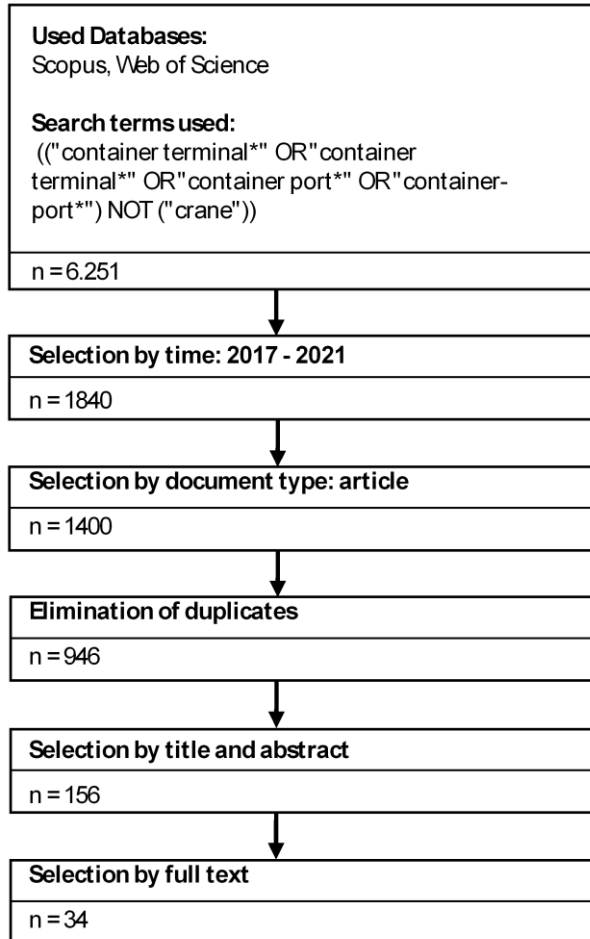 Used Databases:
Scopus, Web of Science
Search terms used:
(("container terminal*" OR "container
terminal*" OR "container port*" OR "container-
port*") NOT ("crane"))
n = 6.251
Selection by time: 2017 - 2021
n = 1840
Selection by document type: article
n = 1400
Elimination of duplicates
n = 946
Selection by title and abstract
n = 156
Selection by full text
n = 34